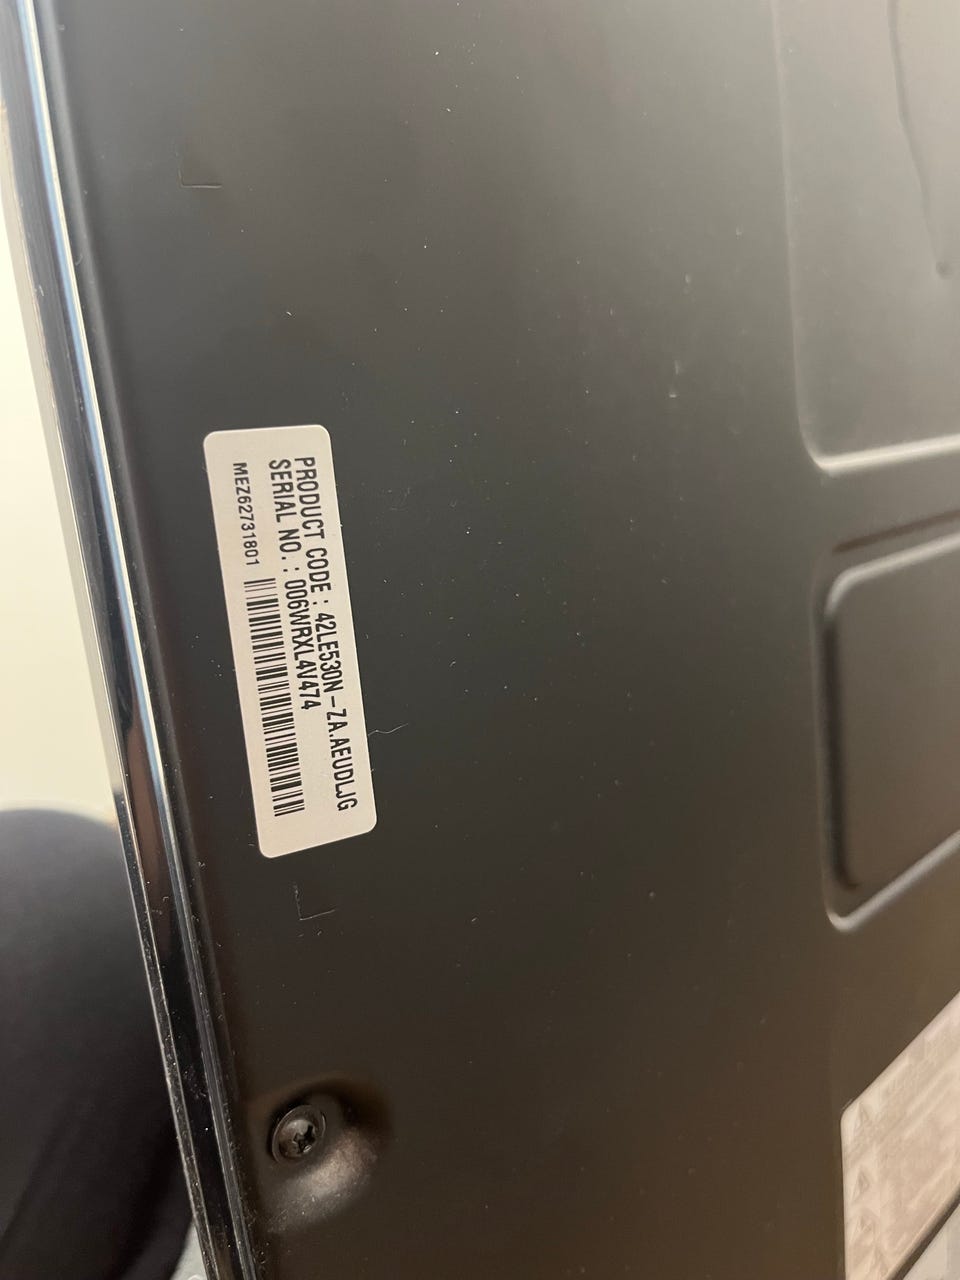 PRODUCT CODE : 42LE530N-ZA.AEUDLJG
SERIAL NO. : 006WRXL4V474
MEZ62731801